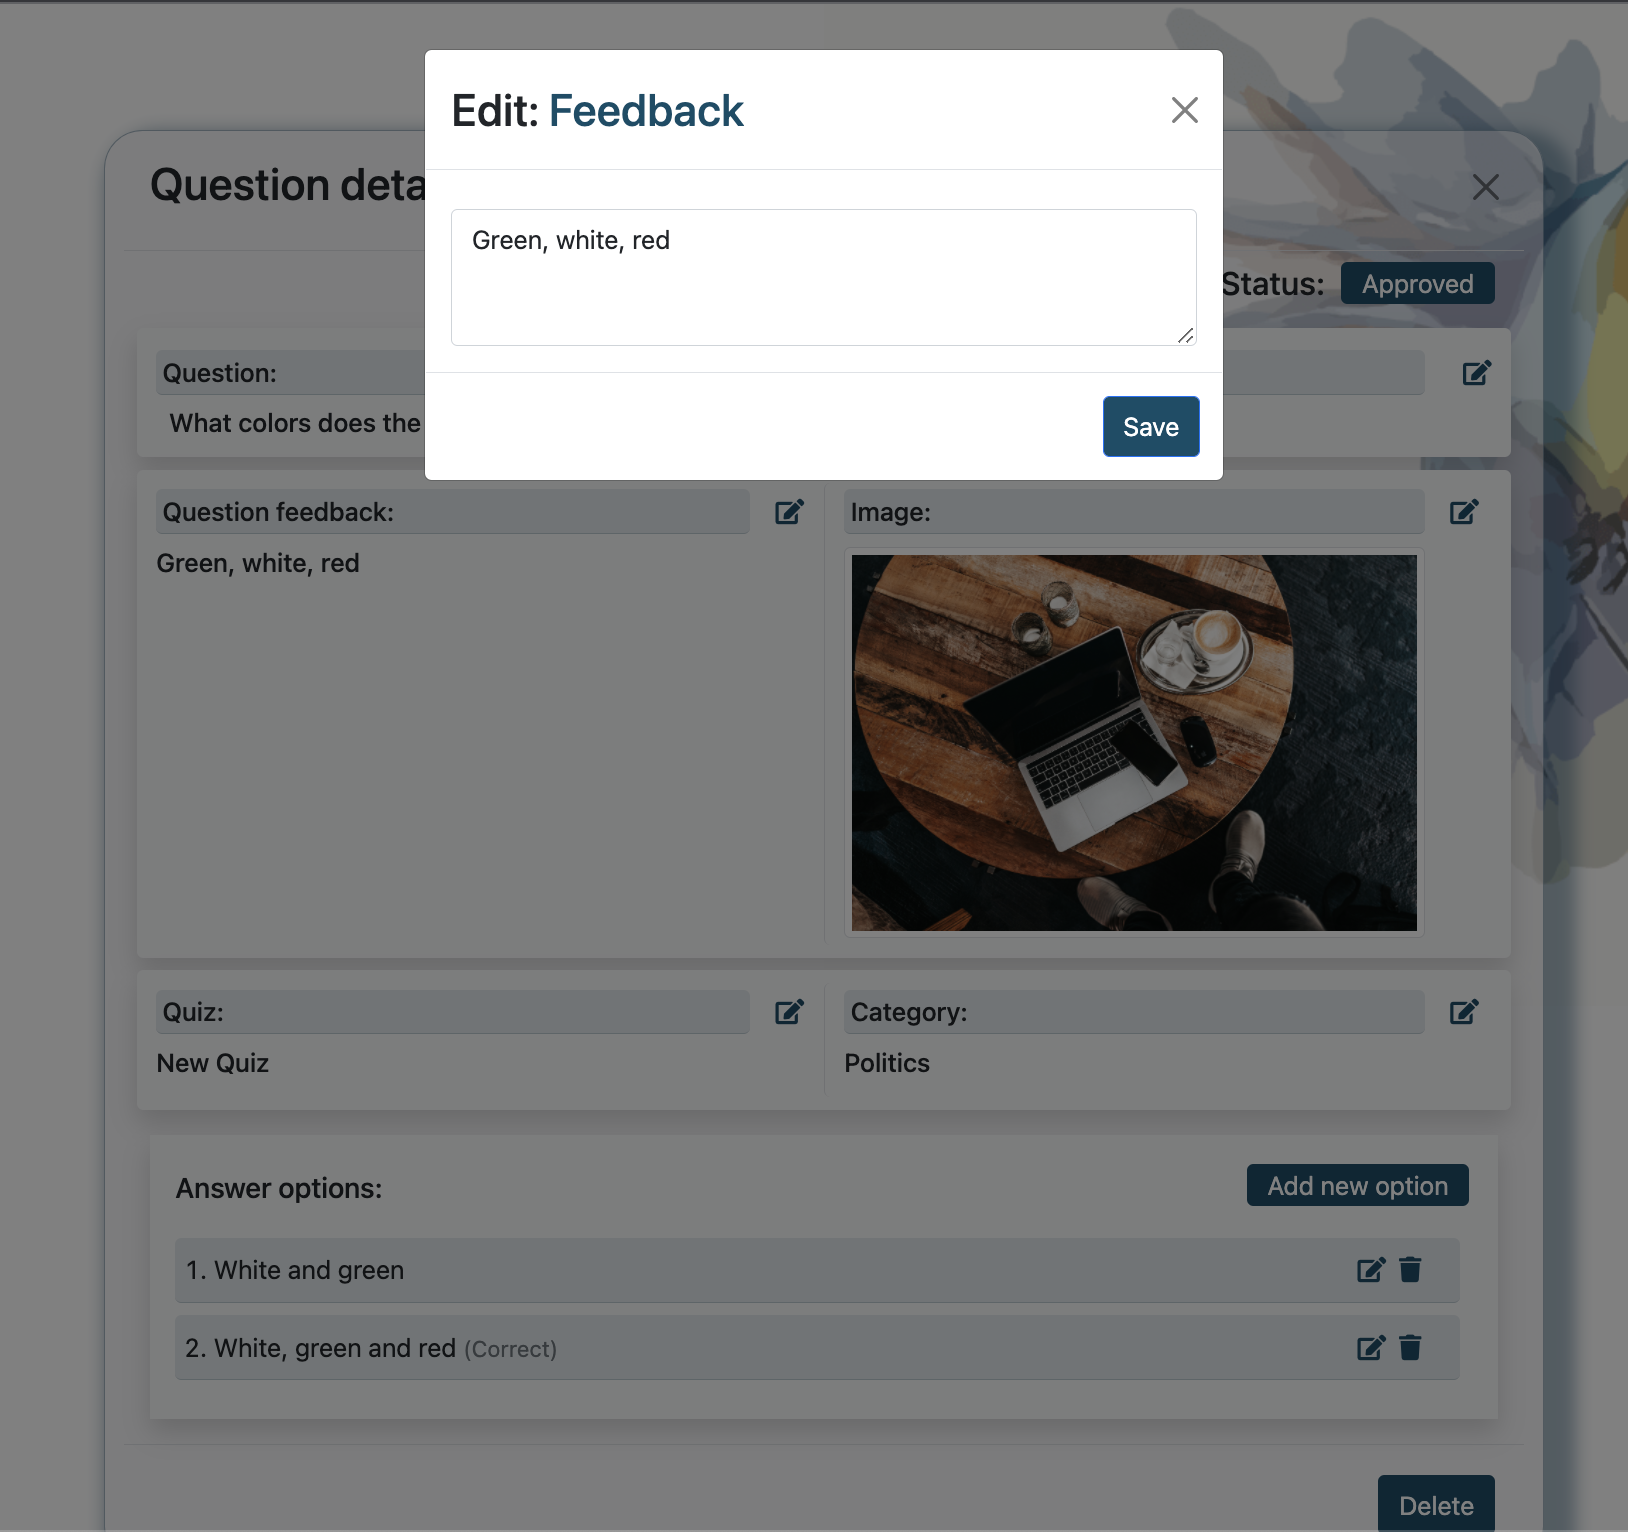 Edit: Feedback
Green, white, red
Save
Question deta
Status: Approved
Question:
What colors does the
Question feedback:
Green, white, red
Image:
Quiz:
New Quiz
Category:
Politics
Answer options:
Add new option
1. White and green
2. White, green and red (Correct)
Delete